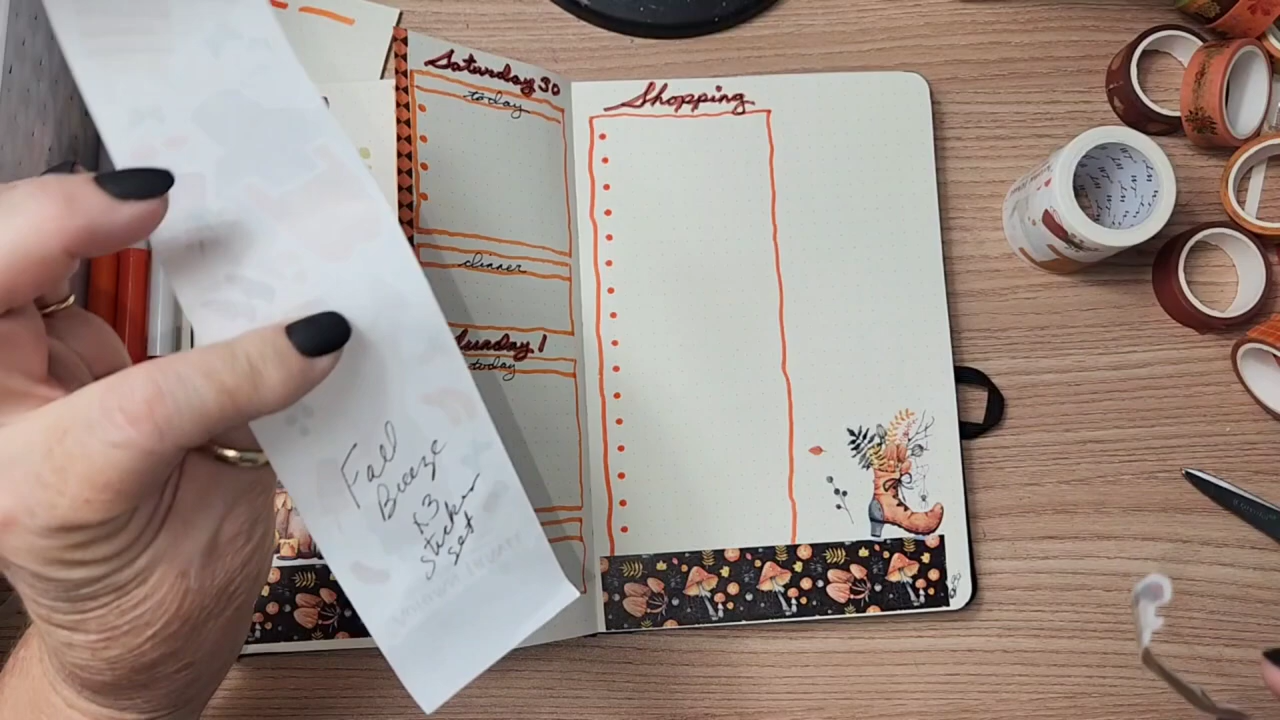 Saturday 30
today
dinner
Sunday 1
today
Shopping
Fall
Breeze
x3
sticker
set